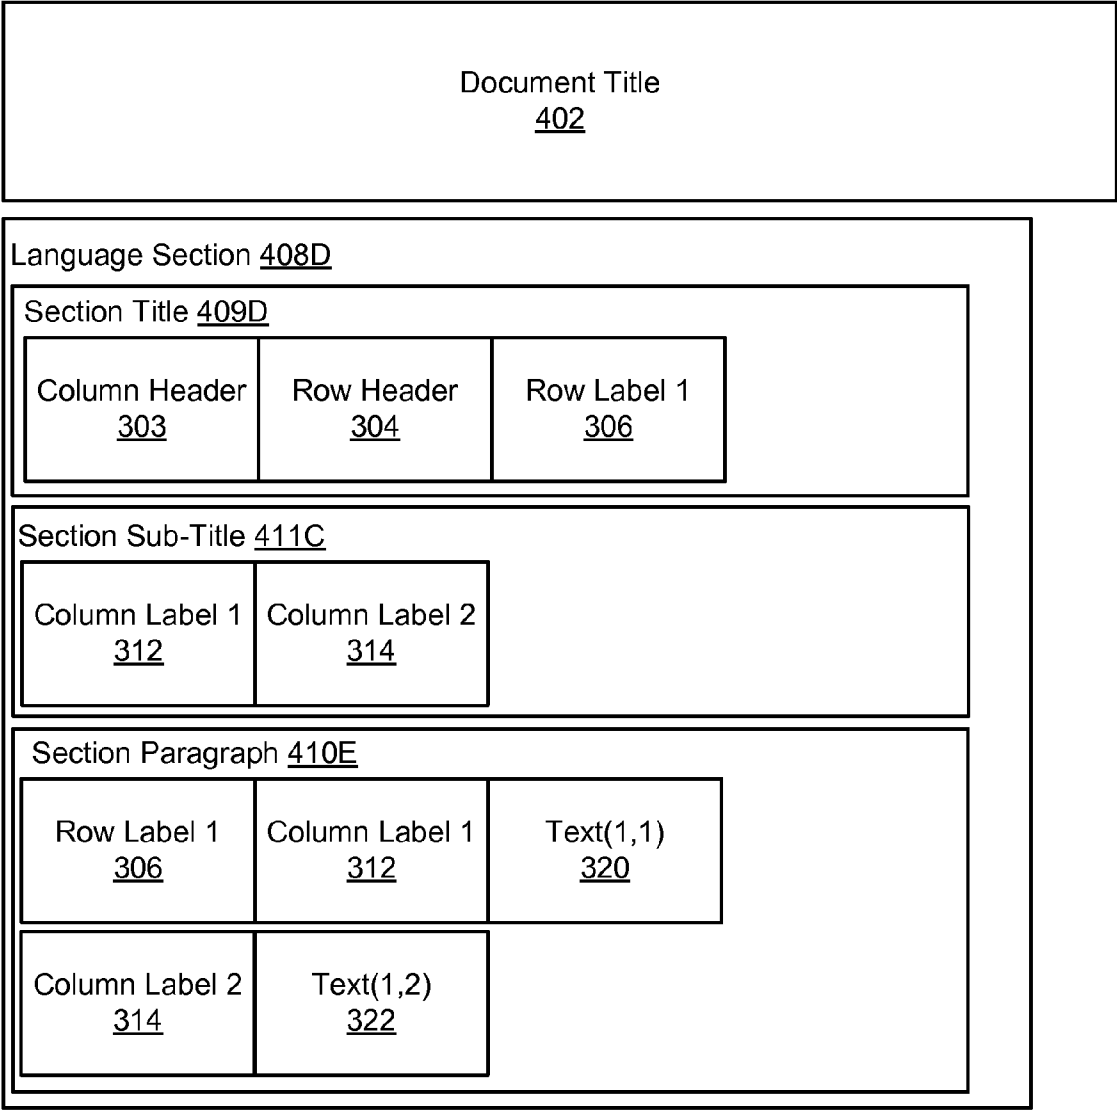 Document Title
402
Language Section 408D
Section Title 409D
Column Header
303
Row Header
304
Row Label 1
306
Section Sub-Title 411C
Column Label 1
312
Column Label 2
314
Section Paragraph 410E
Row Label 1
306
Column Label 1
312
Text(1,1)
320
Column Label 2
314
Text(1,2)
322